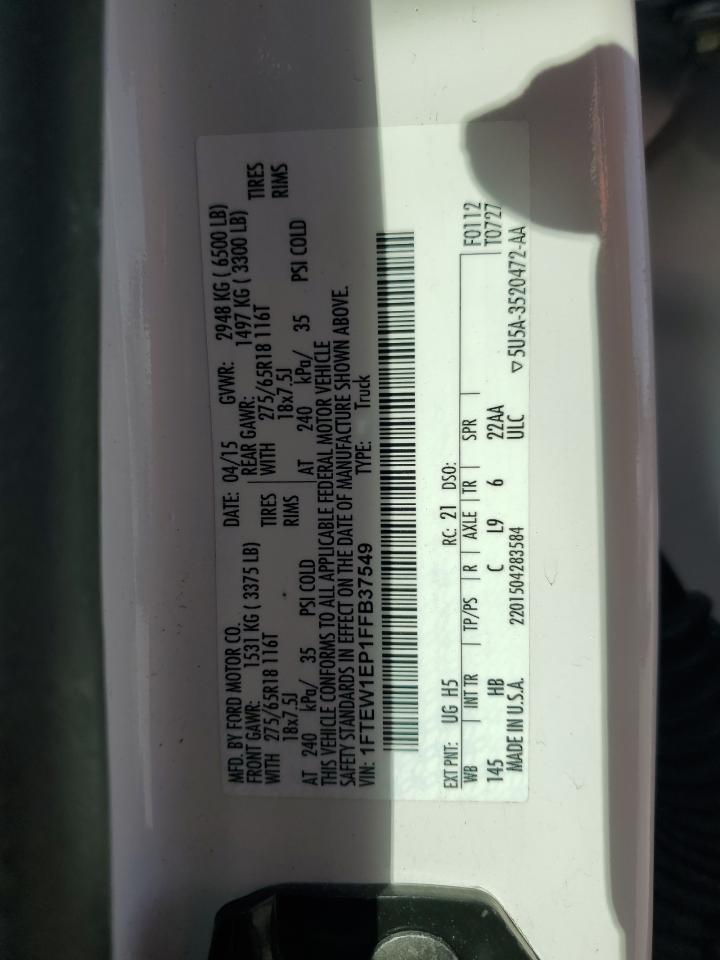 MFD. BY FORD MOTOR CO. DATE: 04/15 GVWR: 2948 KG ( 6500 LB)
FRONT GAWR: 1531 KG ( 3375 LB) REAR GAWR: 1497 KG ( 3300 LB)
WITH 275/65R18 116T TIRES WITH 275/65R18 116T TIRES
18x7.5J RIMS 18x7.5J RIMS
AT 240 kPa/ 35 PSI COLD AT 240 kPa/ 35 PSI COLD
THIS VEHICLE CONFORMS TO ALL APPLICABLE FEDERAL MOTOR VEHICLE
SAFETY STANDARDS IN EFFECT ON THE DATE OF MANUFACTURE SHOWN ABOVE.
VIN: 1FTEW1EP1FFB37549 TYPE: Truck
EXT PNT: UG H5 RC: 21 DSO: F0112
WB INT TR TP/PS R AXLE TR SPR T0727
145 HB C L9 6 22AA
MADE IN U.S.A. 2201504283584 ULC ▽5U5A-3520472-AA